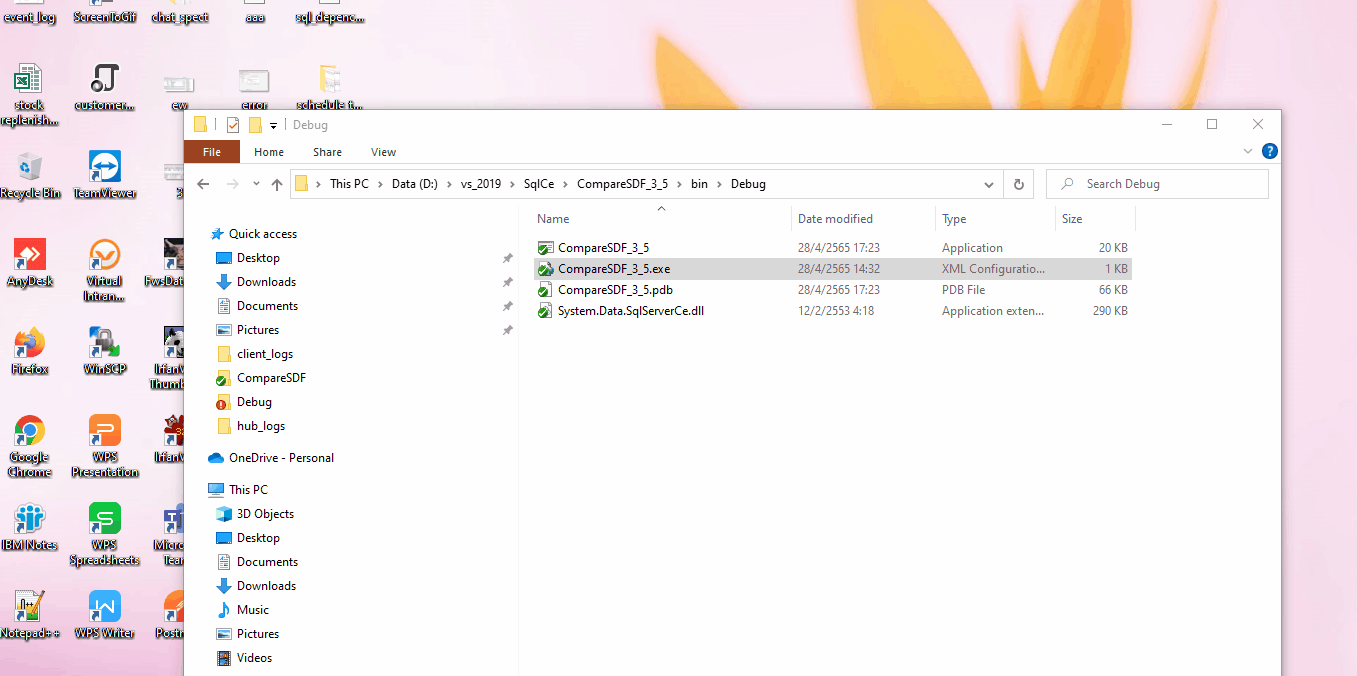 event_log
ScreenToGif
chat_spect
aaa
sql_depenc...
stock
replenish...
customer...
ew
error
schedule t...
Recycle Bin
TeamViewer
3
AnyDesk
Virtual
Intran...
FwsDat
Firefox
WinSCP
IrfanV
Thumb
Google
Chrome
WPS
Presentation
IrfanV
IBM Notes
WPS
Spreadsheets
Micro
Tea
Notepad++
WPS Writer
Postr
Debug
File
Home
Share
View
This PC
Data (D:)
vs_2019
SqlCe
CompareSDF_3_5
bin
Debug
Search Debug
Quick access
Desktop
Downloads
Documents
Pictures
client_logs
CompareSDF
Debug
hub_logs
OneDrive - Personal
This PC
3D Objects
Desktop
Documents
Downloads
Music
Pictures
Videos
Name Date modified Type Size
CompareSDF_3_5 28/4/2565 17:23 Application 20 KB
CompareSDF_3_5.exe 28/4/2565 14:32 XML Configuratio... 1 KB
CompareSDF_3_5.pdb 28/4/2565 17:23 PDB File 66 KB
System.Data.SqlServerCe.dll 12/2/2553 4:18 Application exten... 290 KB